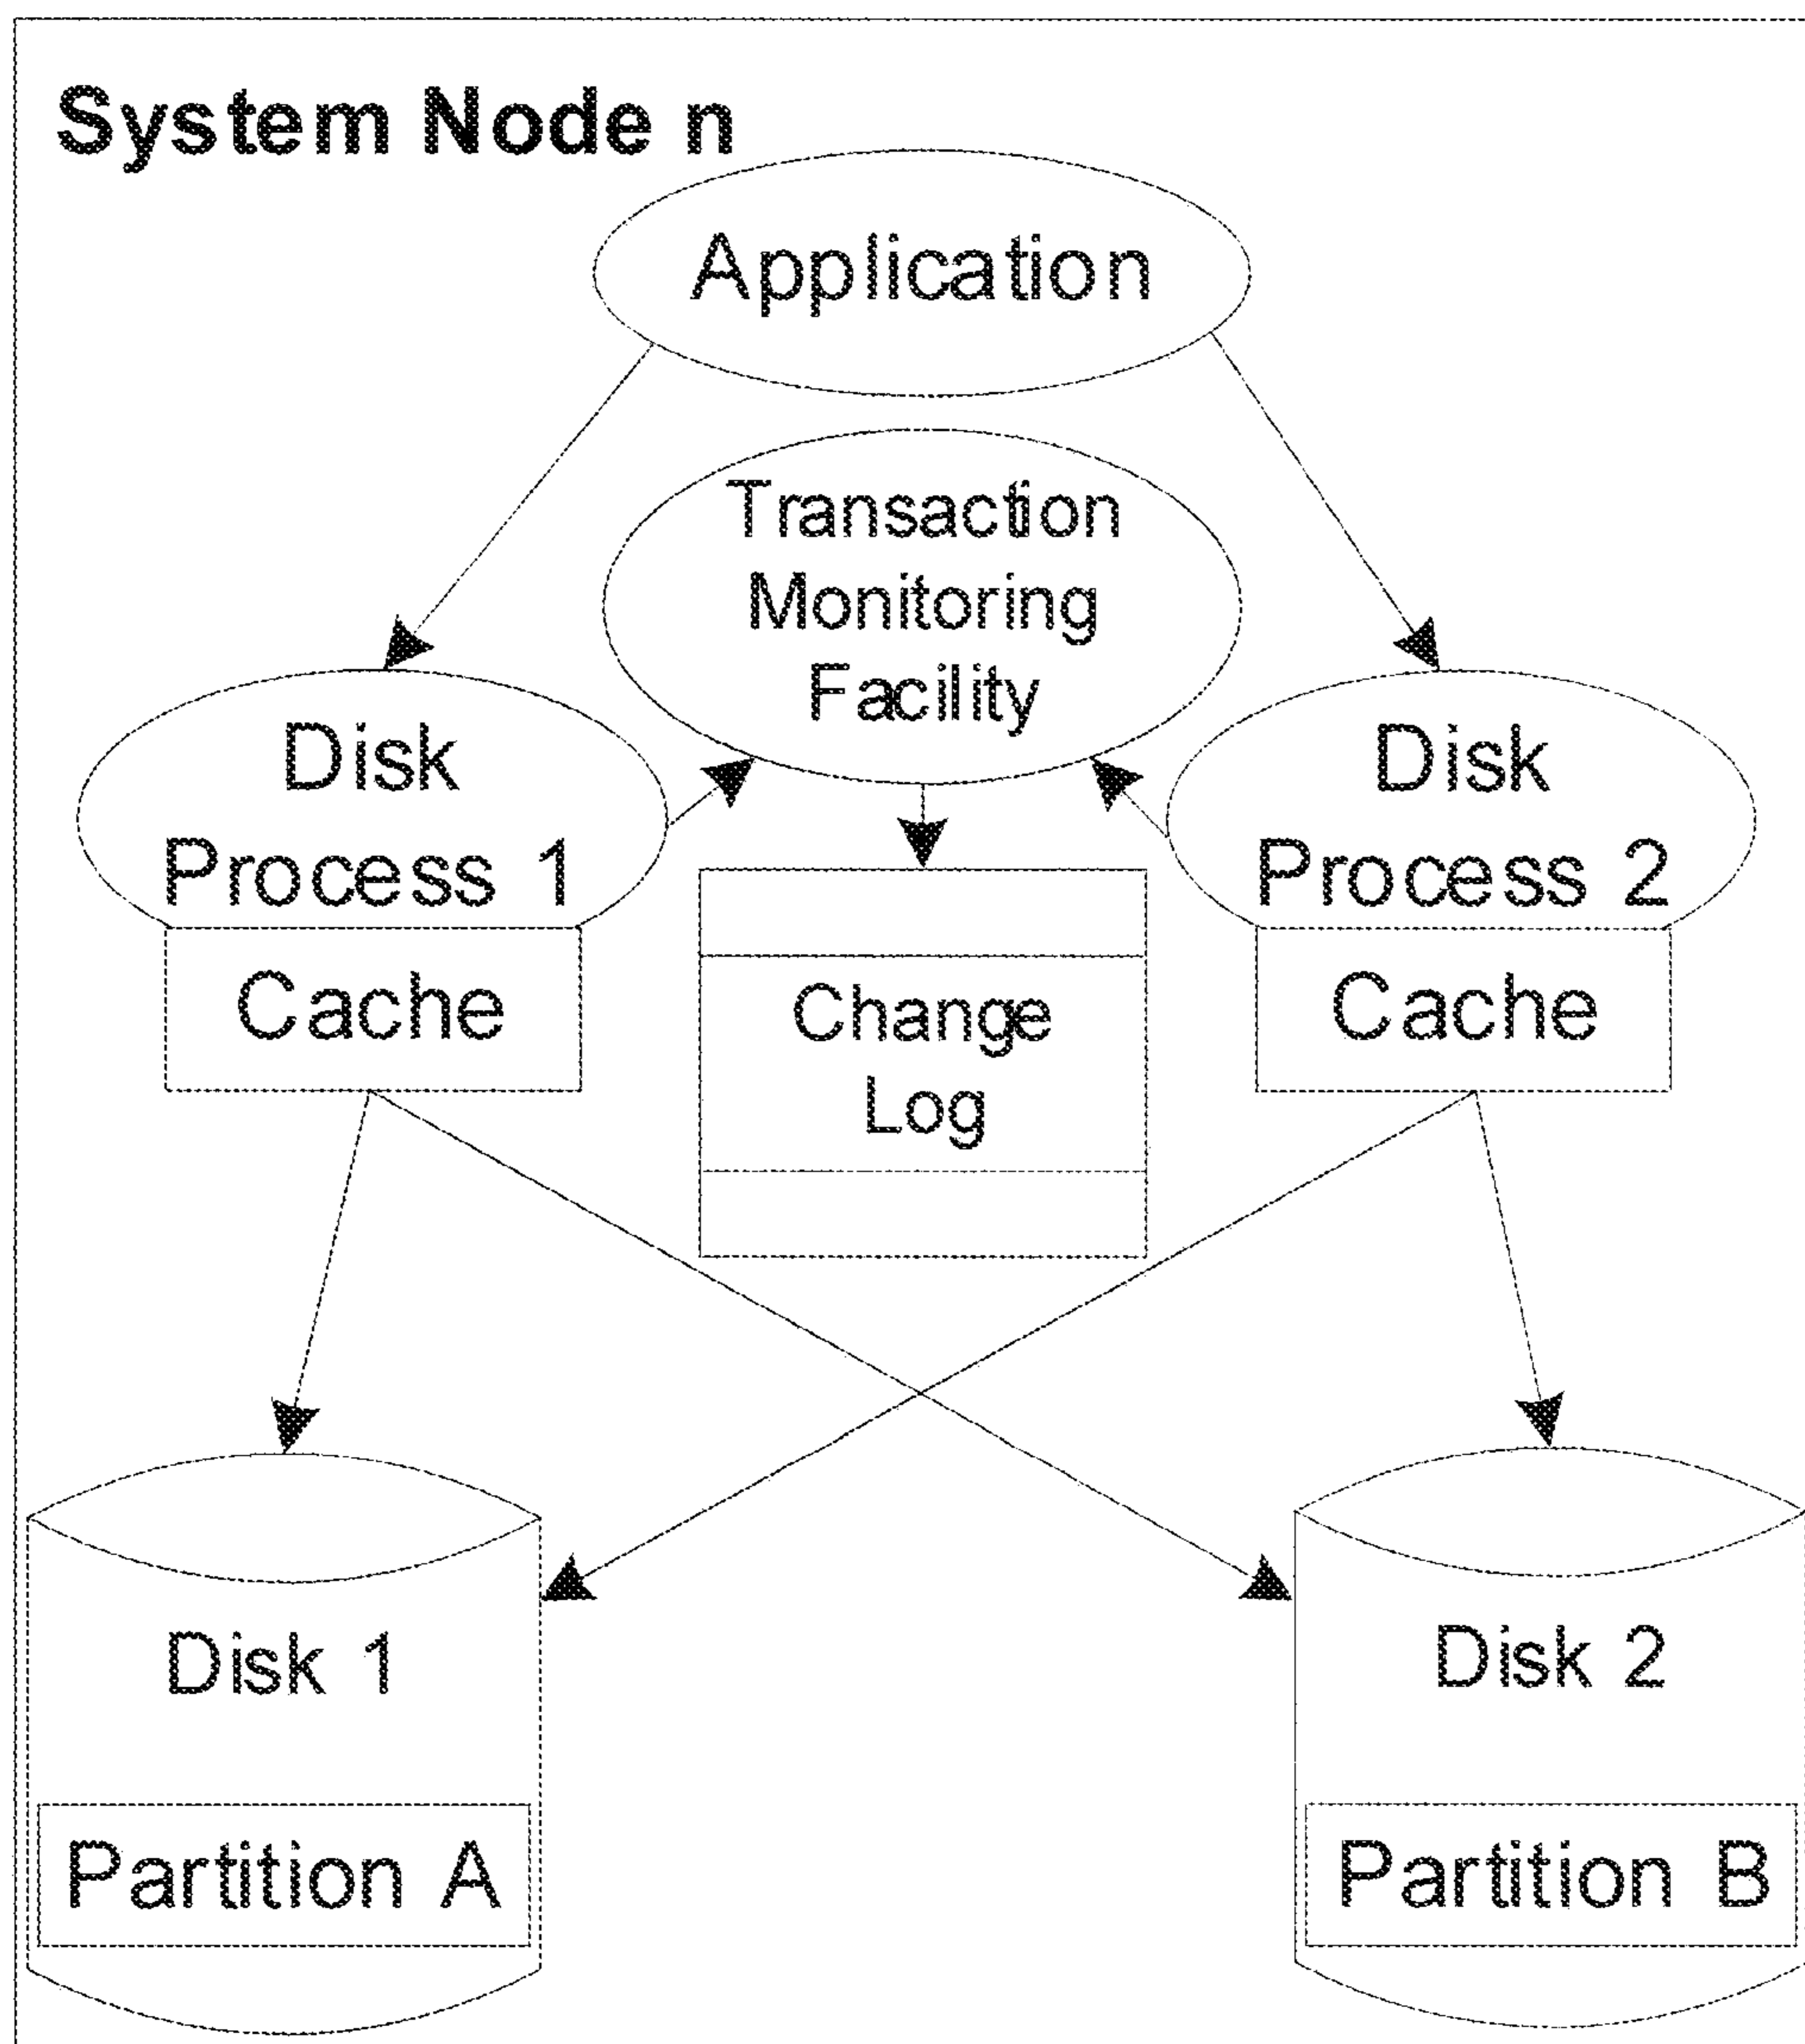 System Node n
Application
Transaction
Monitoring
Facility
Disk
Process 1
Cache
Disk
Process 2
Cache
Change
Log
Disk 1
Partition A
Disk 2
Partition B